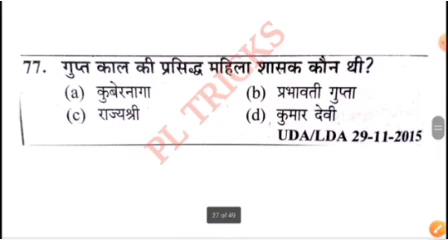 77. गुप्त काल की प्रसिद्ध महिला शासक कौन थी?
(a) कुबेरनागा (b) प्रभावती गुप्ता
(c) राज्यश्री (d) कुमार देवी
UDA/LDA 29-11-2015
PL TRICKS
27 of 49